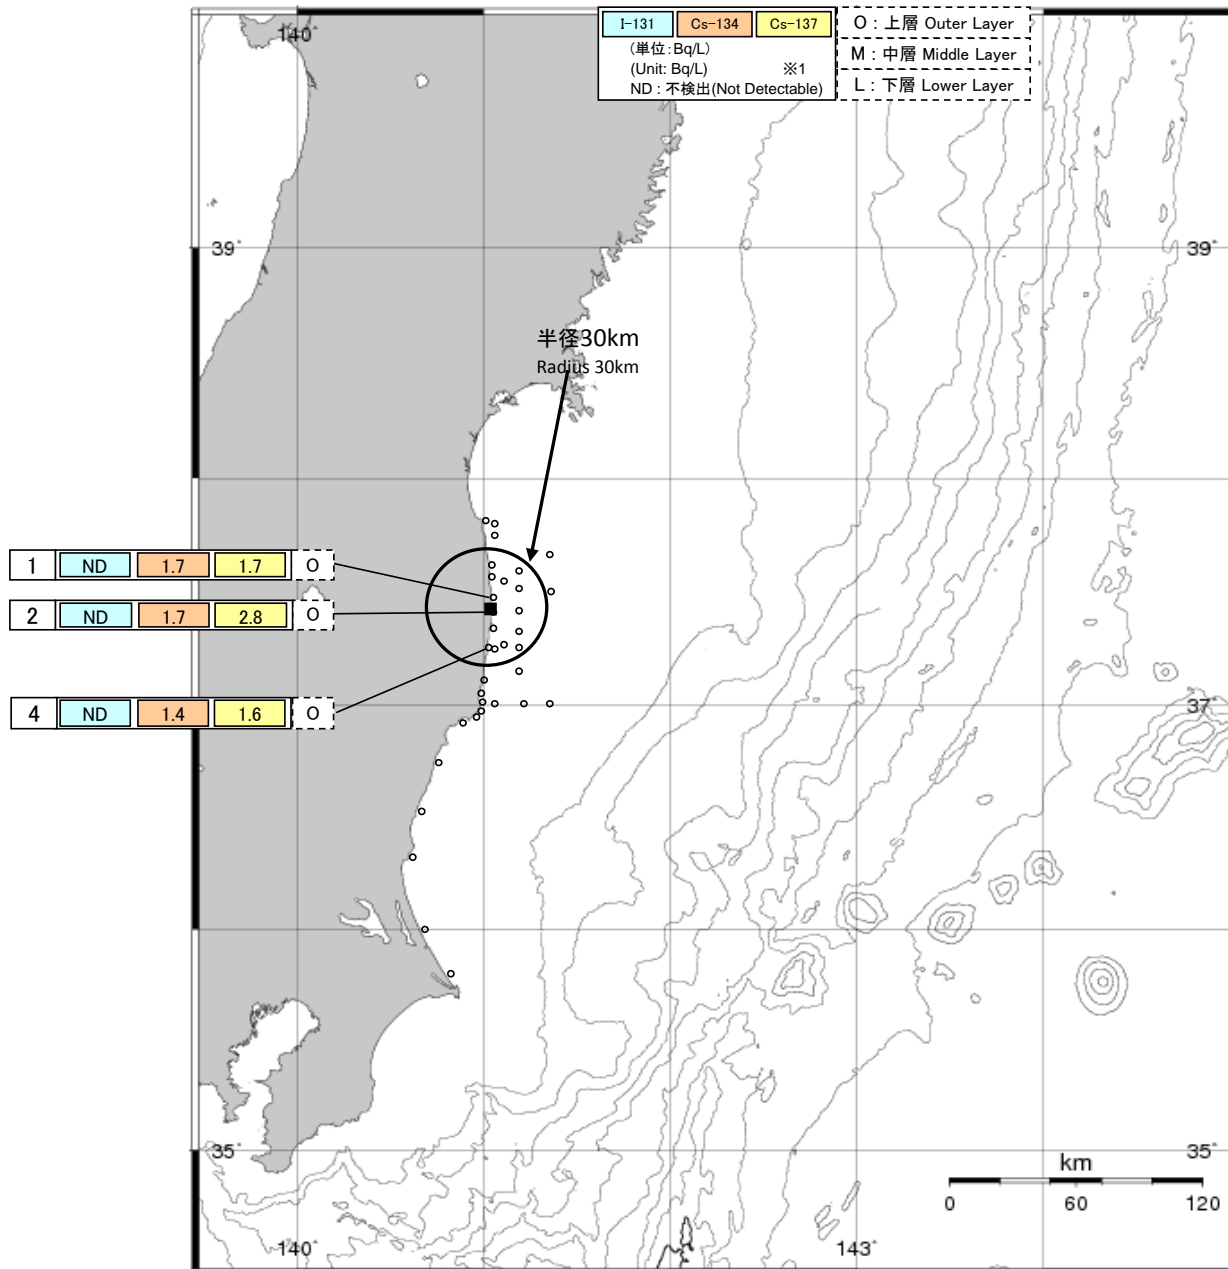 140°
I-131 Cs-134 Cs-137
(単位:Bq/L)
(Unit: Bq/L) ※1
ND : 不検出(Not Detectable)
O : 上層 Outer Layer
M : 中層 Middle Layer
L : 下層 Lower Layer
39° 39°
半径30km
Radius 30km
1 ND 1.7 1.7 O
2 ND 1.7 2.8 O
4 ND 1.4 1.6 O
37°
35° 35°
km
0 60 120
140° 143°